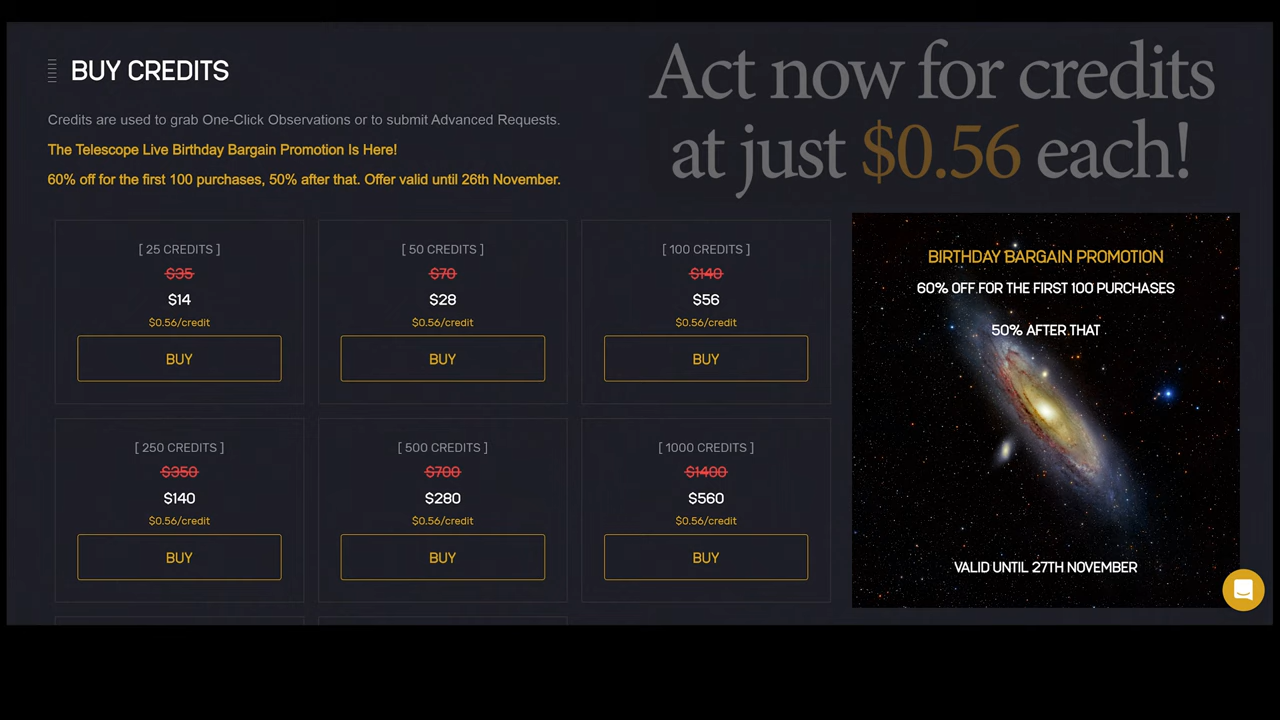 BUY CREDITS
Act now for credits
at just $0.56 each!
Credits are used to grab One-Click Observations or to submit Advanced Requests.
The Telescope Live Birthday Bargain Promotion Is Here!
60% off for the first 100 purchases, 50% after that. Offer valid until 26th November.
[ 25 CREDITS ]
$35
$14
$0.56/credit
BUY
[ 50 CREDITS ]
$70
$28
$0.56/credit
BUY
[ 100 CREDITS ]
$140
$56
$0.56/credit
BUY
[ 250 CREDITS ]
$350
$140
$0.56/credit
BUY
[ 500 CREDITS ]
$700
$280
$0.56/credit
BUY
[ 1000 CREDITS ]
$1400
$560
$0.56/credit
BUY
BIRTHDAY BARGAIN PROMOTION
60% OFF FOR THE FIRST 100 PURCHASES
50% AFTER THAT
VALID UNTIL 27TH NOVEMBER